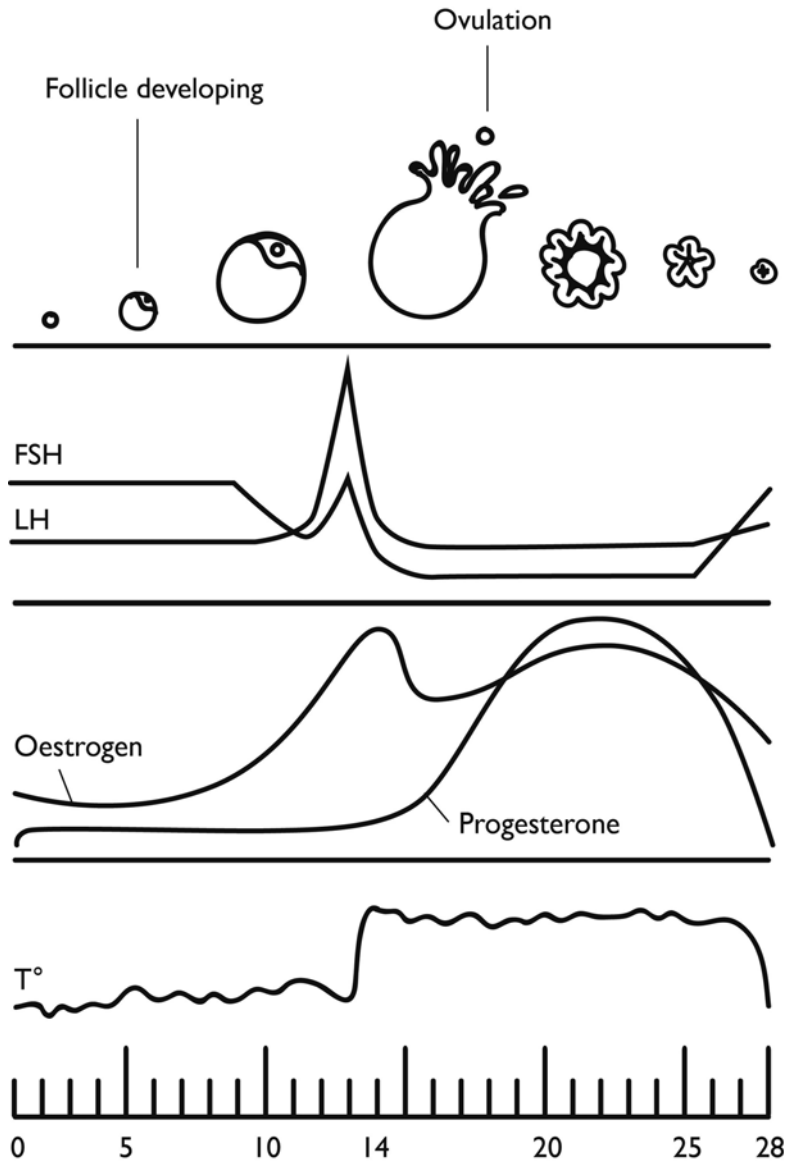 Ovulation
Follicle developing
FSH
LH
Oestrogen
Progesterone
T°
0 5 10 14 20 25 28